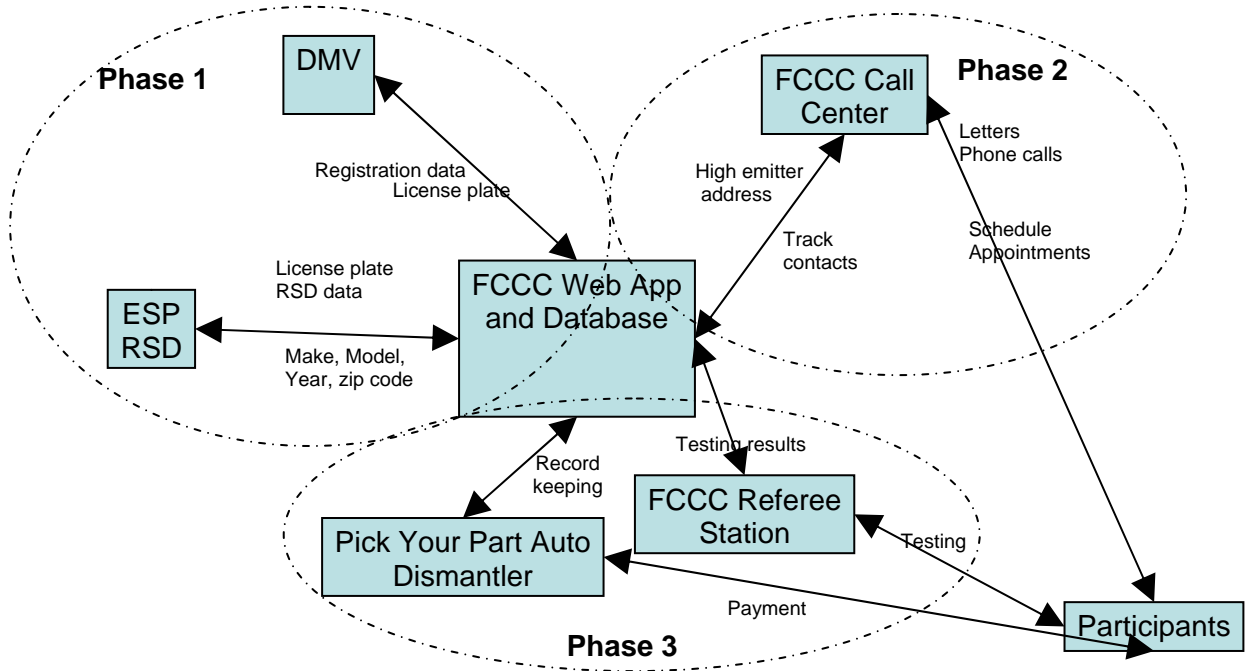 Phase 1
DMV
Registration data
License plate
License plate
RSD data
ESP
RSD
Make, Model,
Year, zip code
FCCC Web App
and Database
Phase 2
FCCC Call
Center
High emitter
address
Track
contacts
Letters
Phone calls
Schedule
Appointments
Record
keeping
Testing results
FCCC Referee
Station
Pick Your Part Auto
Dismantler
Testing
Payment
Phase 3
Participants